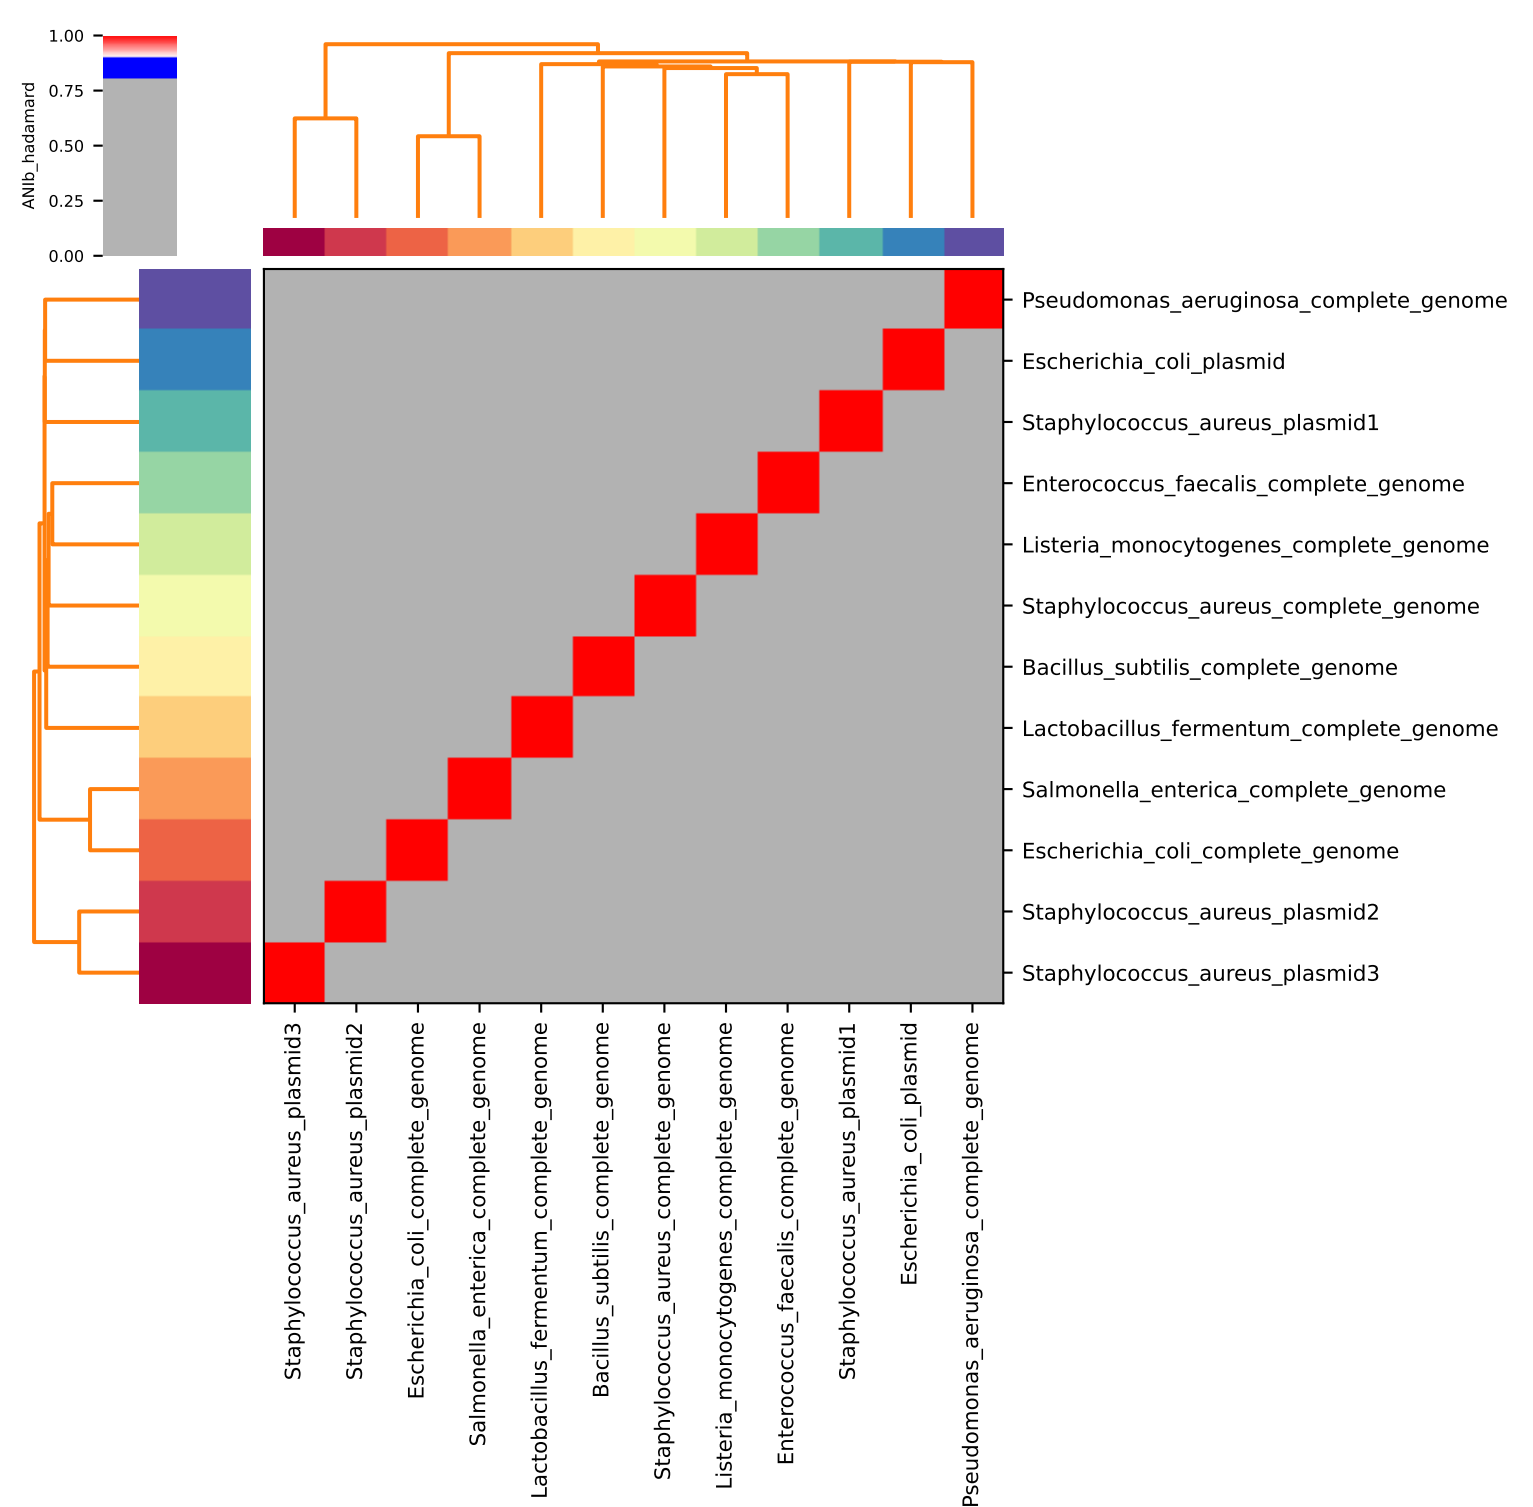 1.00
0.75
0.50
0.25
0.00
ANIb_hadamard
Pseudomonas_aeruginosa_complete_genome
Escherichia_coli_plasmid
Staphylococcus_aureus_plasmid1
Enterococcus_faecalis_complete_genome
Listeria_monocytogenes_complete_genome
Staphylococcus_aureus_complete_genome
Bacillus_subtilis_complete_genome
Lactobacillus_fermentum_complete_genome
Salmonella_enterica_complete_genome
Escherichia_coli_complete_genome
Staphylococcus_aureus_plasmid2
Staphylococcus_aureus_plasmid3
Staphylococcus_aureus_plasmid3
Staphylococcus_aureus_plasmid2
Escherichia_coli_complete_genome
Salmonella_enterica_complete_genome
Lactobacillus_fermentum_complete_genome
Bacillus_subtilis_complete_genome
Staphylococcus_aureus_complete_genome
Listeria_monocytogenes_complete_genome
Enterococcus_faecalis_complete_genome
Staphylococcus_aureus_plasmid1
Escherichia_coli_plasmid
Pseudomonas_aeruginosa_complete_genome